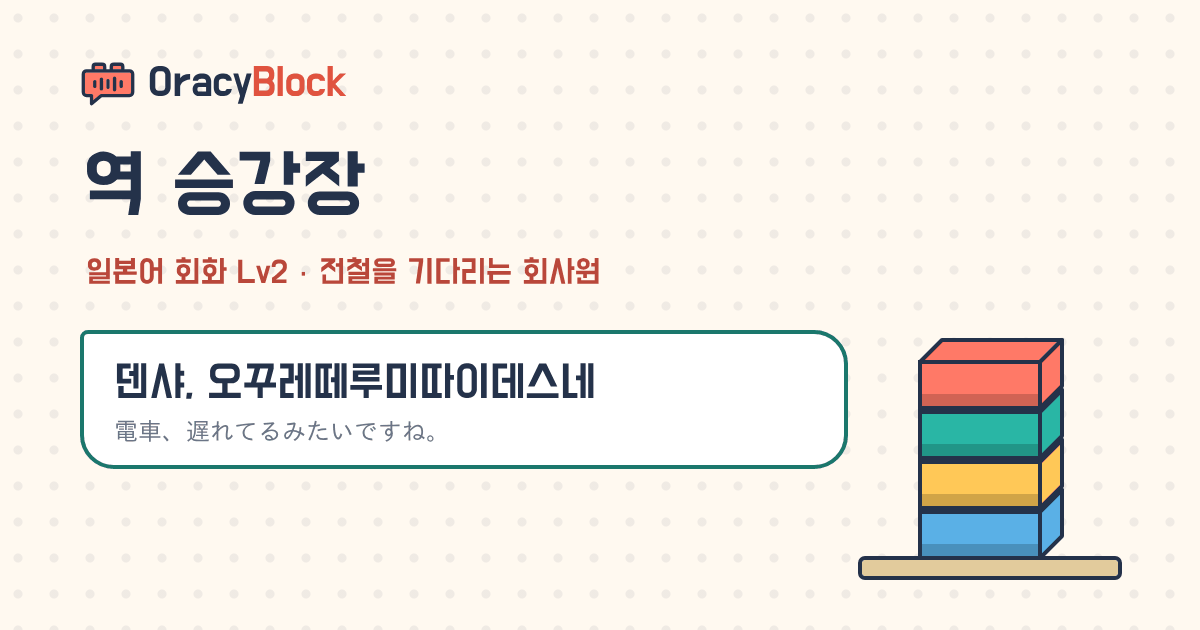 OracyBlock
역 승강장
일본어 회화 Lv2 · 전철을 기다리는 회사원
덴샤, 오꾸레떼루미따이데스네
電車、遅れてるみたいですね。